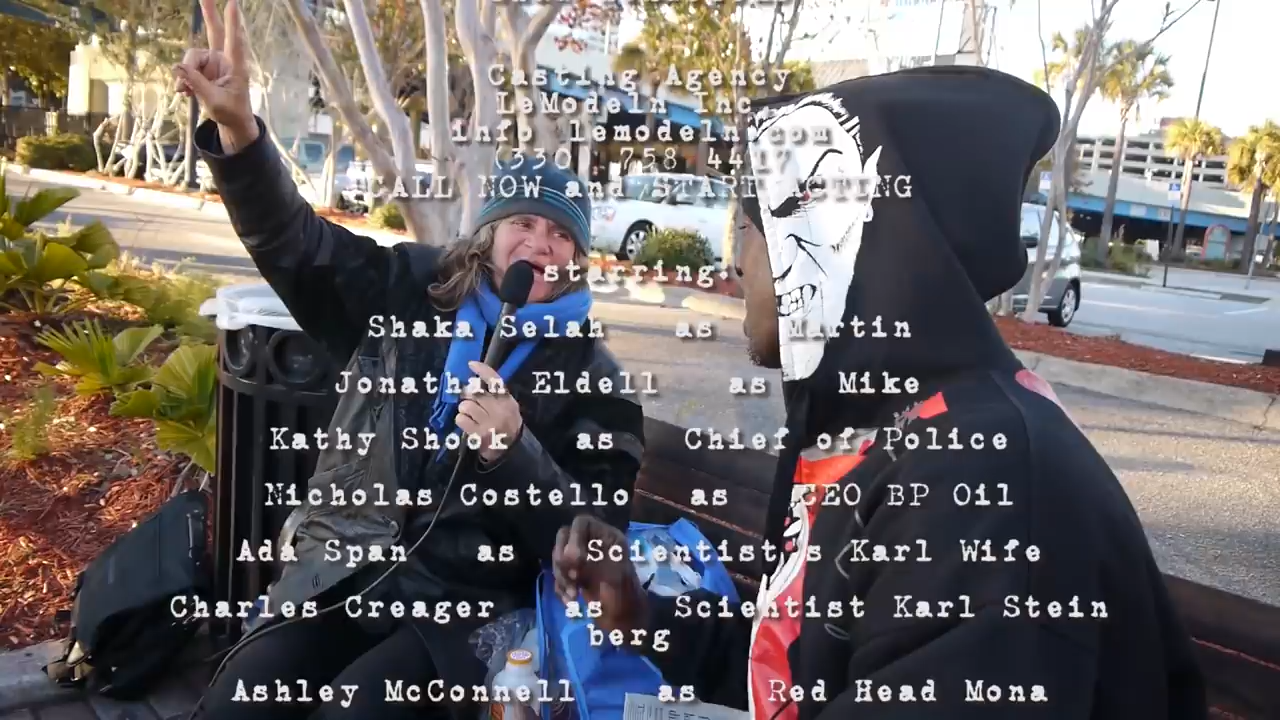 Casting Agency
LeModeln Inc.
info lemodeln.com
(330 758 4417
CALL NOW and START ACTING
starring:
Shaka Selah as Martin
Jonathan Eldell as Mike
Kathy Shook as Chief of Police
Nicholas Costello as CEO BP Oil
Ada Span as Scientist s Karl Wife
Charles Creager as Scientist Karl Stein
berg
Ashley McConnell as Red Head Mona